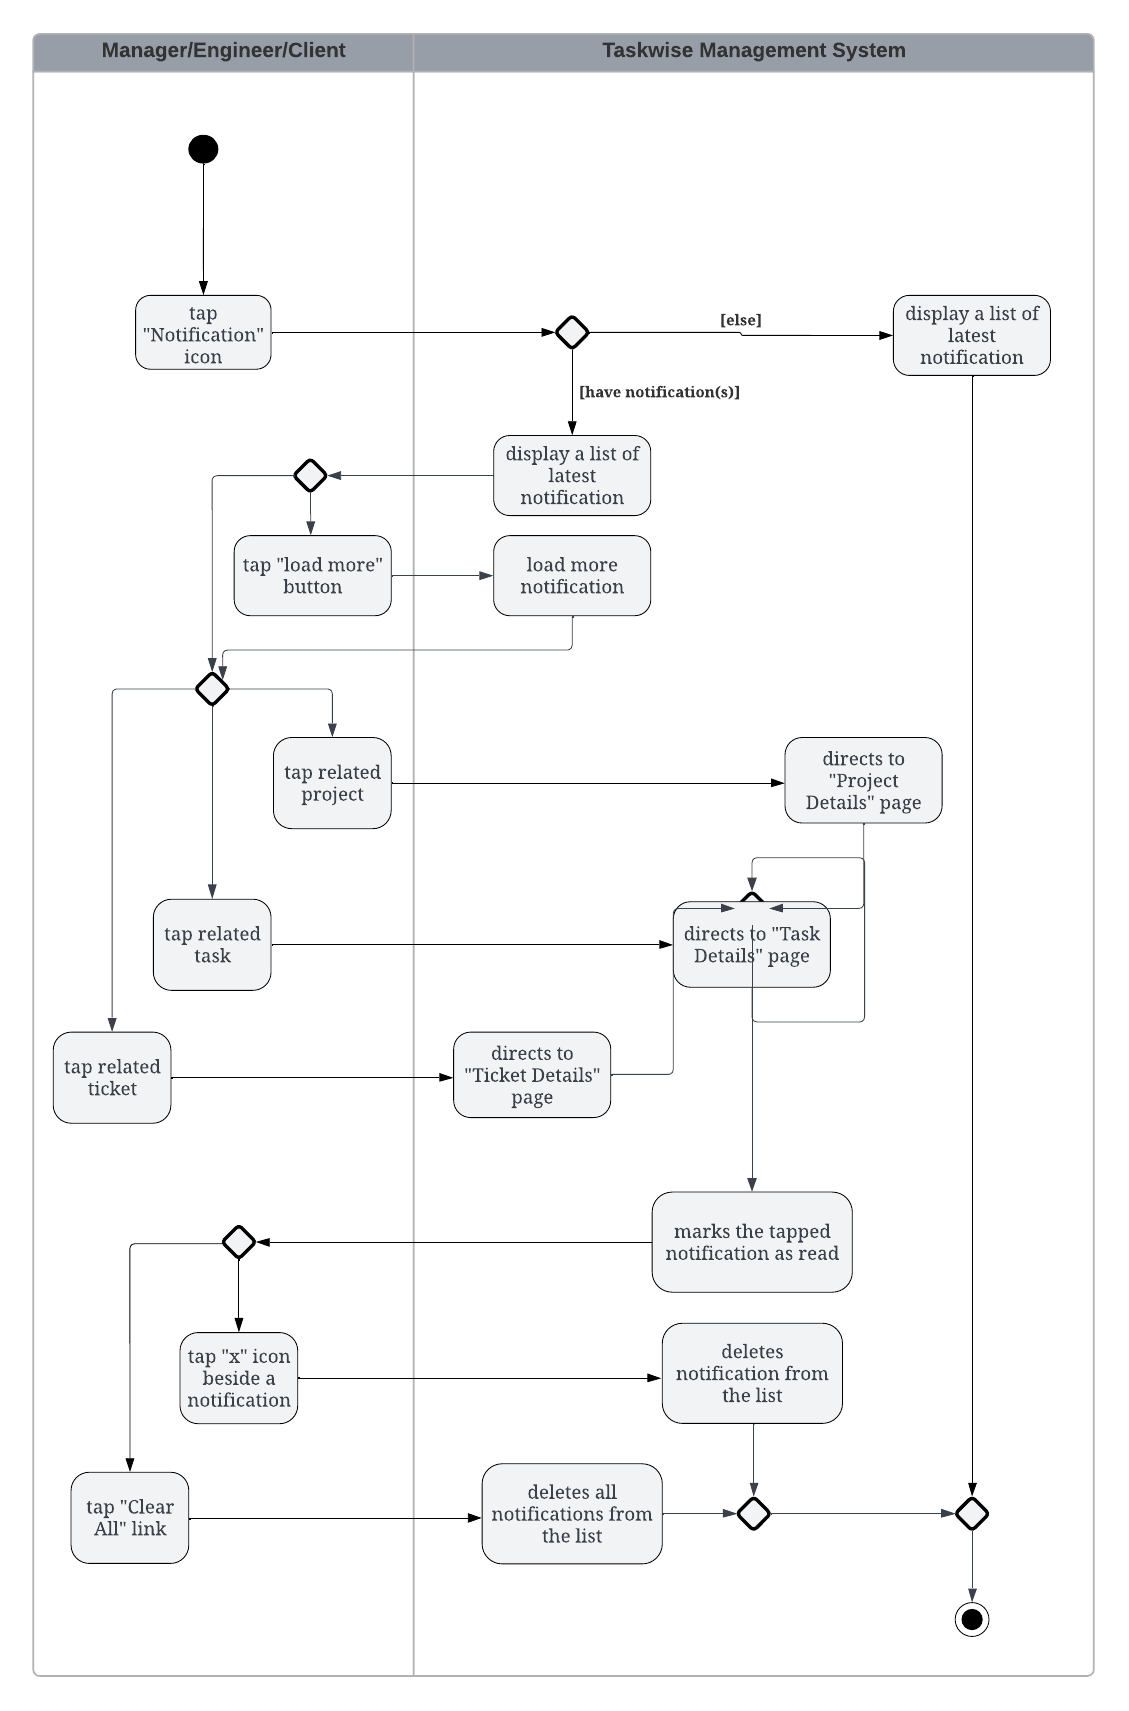 Manager/Engineer/Client
Taskwise Management System
tap
"Notification"
icon
[else]
display a list of
latest
notification
[have notification(s)]
display a list of
latest
notification
tap "load more"
button
load more
notification
tap related
project
directs to
"Project
Details" page
tap related
task
directs to "Task
Details" page
tap related
ticket
directs to
"Ticket Details"
page
marks the tapped
notification as read
tap "x" icon
beside a
notification
deletes
notification from
the list
tap "Clear
All" link
deletes all
notifications from
the list